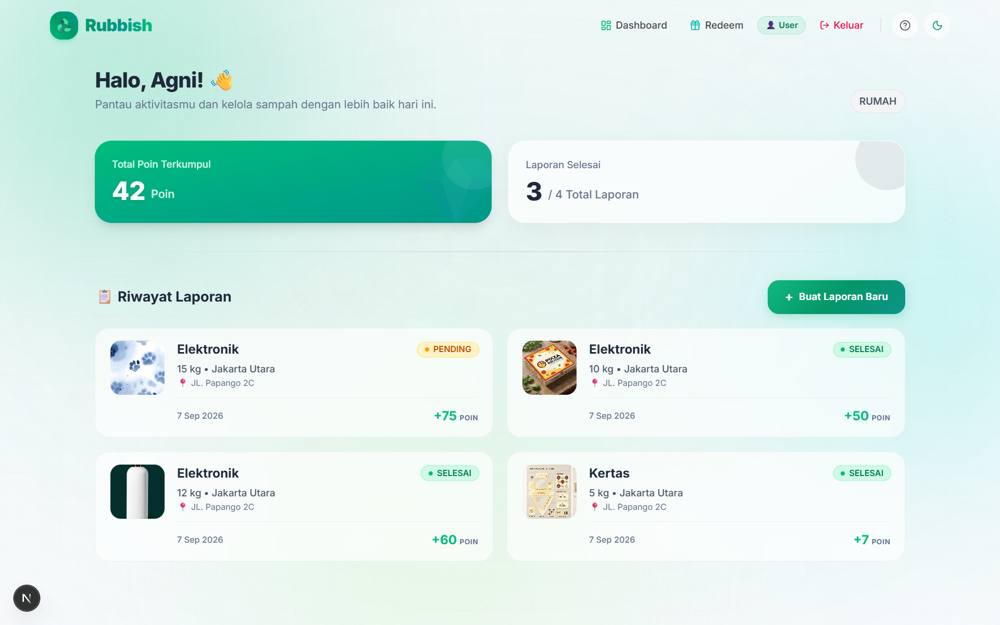 Rubbish
Dashboard
Redeem
User
Keluar
Halo, Agni!
Pantau aktivitasmu dan kelola sampah dengan lebih baik hari ini.
RUMAH
Total Poin Terkumpul
42 Poin
Laporan Selesai
3 / 4 Total Laporan
Riwayat Laporan
+ Buat Laporan Baru
Elektronik
PENDING
15 kg • Jakarta Utara
JL. Papango 2C
7 Sep 2026
+75 POIN
Elektronik
SELESAI
10 kg • Jakarta Utara
JL. Papango 2C
7 Sep 2026
+50 POIN
Elektronik
SELESAI
12 kg • Jakarta Utara
JL. Papango 2C
7 Sep 2026
+60 POIN
Kertas
SELESAI
5 kg • Jakarta Utara
JL. Papango 2C
7 Sep 2026
+7 POIN
N